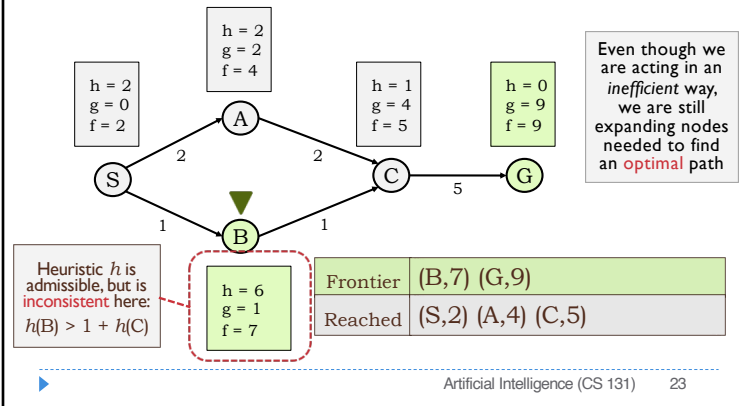 h = 2
g = 2
f = 4
h = 2
g = 0
f = 2
h = 1
g = 4
f = 5
h = 0
g = 9
f = 9
Even though we
are acting in an
inefficient way,
we are still
expanding nodes
needed to find
an optimal path
A
2
2
S
C
G
5
1
1
B
Heuristic h is
admissible, but is
inconsistent here:
h(B) > 1 + h(C)
h = 6
g = 1
f = 7
Frontier (B,7) (G,9)
Reached (S,2) (A,4) (C,5)
Artificial Intelligence (CS 131) 23